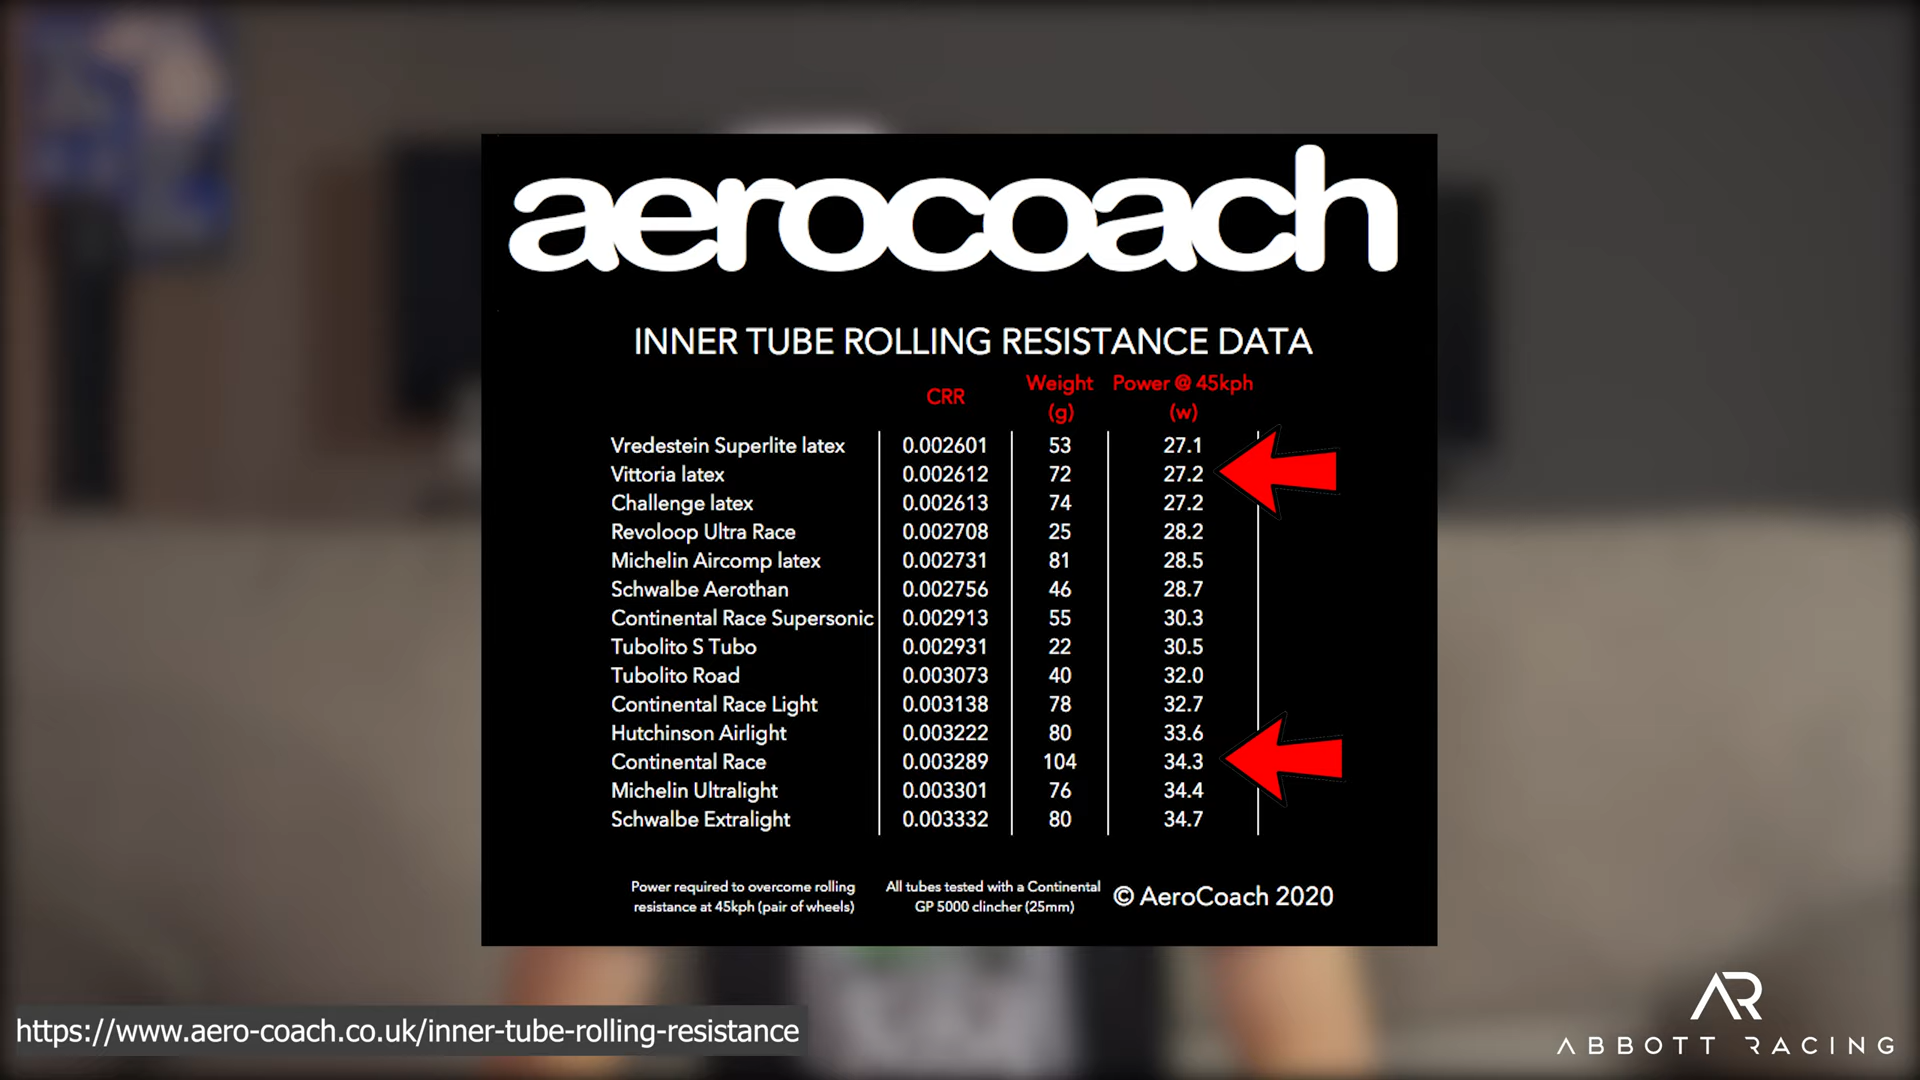 aerocoach
INNER TUBE ROLLING RESISTANCE DATA
CRR Weight (g) Power @ 45kph (w)
Vredestein Superlite latex 0.002601 53 27.1
Vittoria latex 0.002612 72 27.2
Challenge latex 0.002613 74 27.2
Revoloop Ultra Race 0.002708 25 28.2
Michelin Aircomp latex 0.002731 81 28.5
Schwalbe Aerothan 0.002756 46 28.7
Continental Race Supersonic 0.002913 55 30.3
Tubolito S Tubo 0.002931 22 30.5
Tubolito Road 0.003073 40 32.0
Continental Race Light 0.003138 78 32.7
Hutchinson Airlight 0.003222 80 33.6
Continental Race 0.003289 104 34.3
Michelin Ultralight 0.003301 76 34.4
Schwalbe Extralight 0.003332 80 34.7
Power required to overcome rolling
resistance at 45kph (pair of wheels)
All tubes tested with a Continental
GP 5000 clincher (25mm)
© AeroCoach 2020
https://www.aero-coach.co.uk/inner-tube-rolling-resistance
AR
ABBOTT RACING